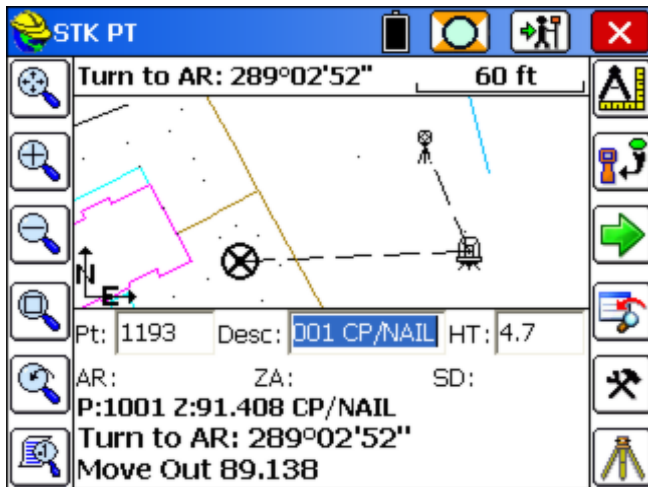 STK PT
Turn to AR: 289°02'52" 60 ft
N
E
Pt: 1193 Desc: 001 CP/NAIL HT: 4.7
AR: ZA: SD:
P:1001 Z:91.408 CP/NAIL
Turn to AR: 289°02'52"
Move Out 89.138